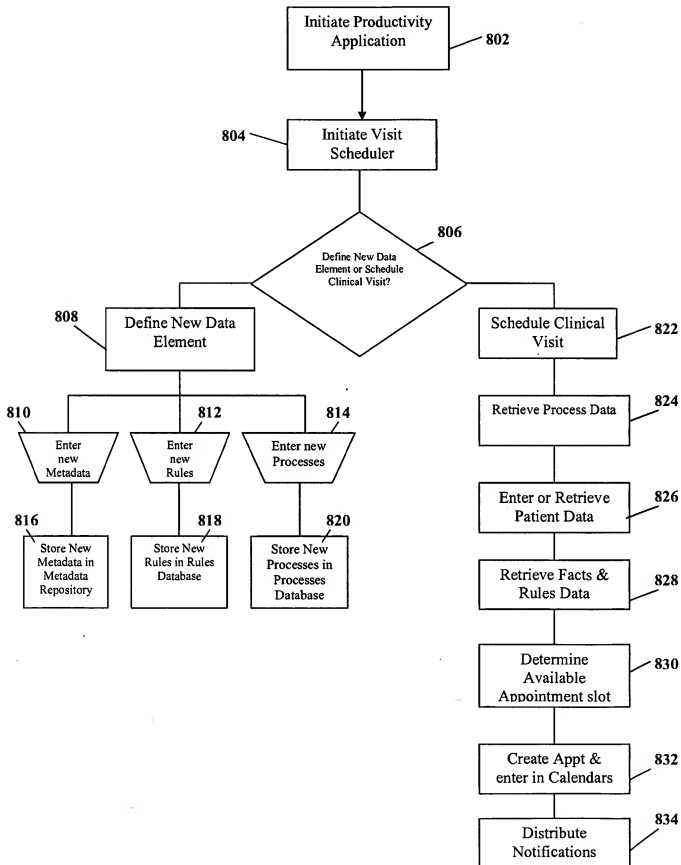 Initiate Productivity
Application
802
804
Initiate Visit
Scheduler
806
Define New Data
Element or Schedule
Clinical Visit?
808
Define New Data
Element
Schedule Clinical
Visit
822
810
812
814
Enter
new
Metadata
Enter
new
Rules
Enter new
Processes
816
818
820
Store New
Metadata in
Metadata
Repository
Store New
Rules in Rules
Database
Store New
Processes in
Processes
Database
Retrieve Process Data
824
Enter or Retrieve
Patient Data
826
Retrieve Facts &
Rules Data
828
Determine
Available
Appointment slot
830
Create Appt &
enter in Calendars
832
Distribute
Notifications
834